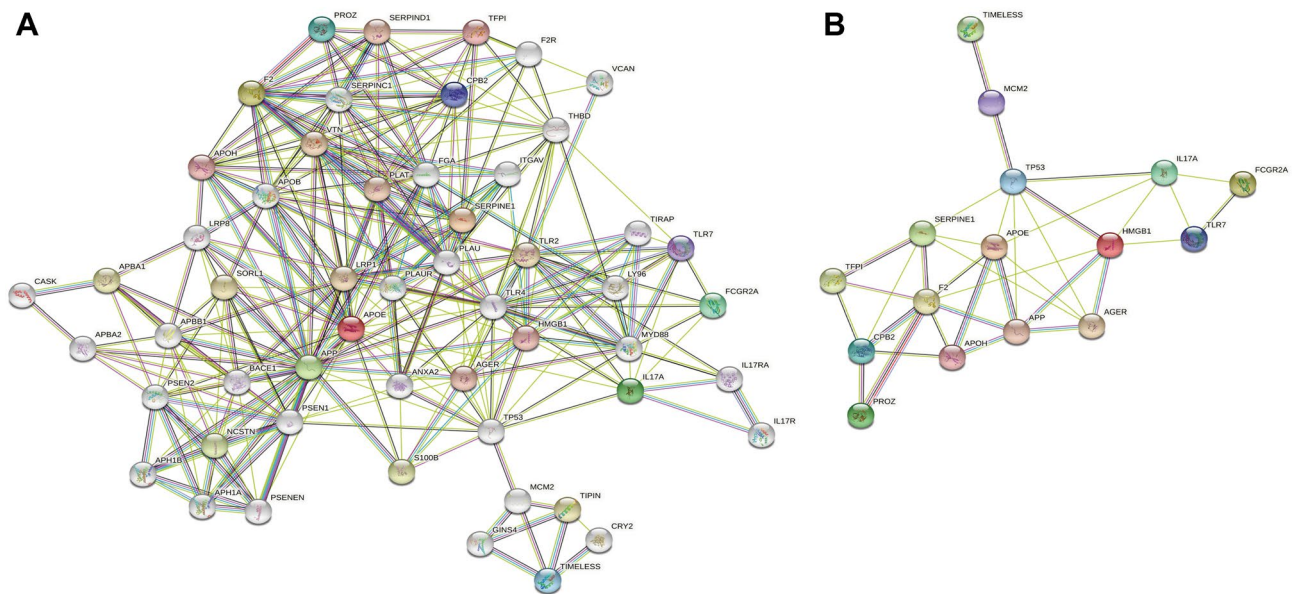 A
PROZ
SERPIND1
TFPI
F2R
VCAN
F2
SERPINC1
CPB2
THBD
VTN
APOH
FGA
ITGAV
APOB
PLAT
SERPINE1
LRP8
TIRAP
TLR7
TLR2
PLAU
CASK
APBA1
SORL1
LRP1
PLAUR
LY96
TLR4
FCGR2A
APOE
APBB1
HMGB1
MYD88
APBA2
APP
BACE1
ANXA2
AGER
IL17A
IL17RA
PSEN2
PSEN1
TP53
IL17R
NCSTN
APH1B
S100B
APH1A
PSENEN
MCM2
TIPIN
GINS4
CRY2
TIMELESS
B
TIMELESS
MCM2
TP53
IL17A
FCGR2A
SERPINE1
APOE
HMGB1
TLR7
TFPI
F2
APP
AGER
CPB2
APOH
PROZ